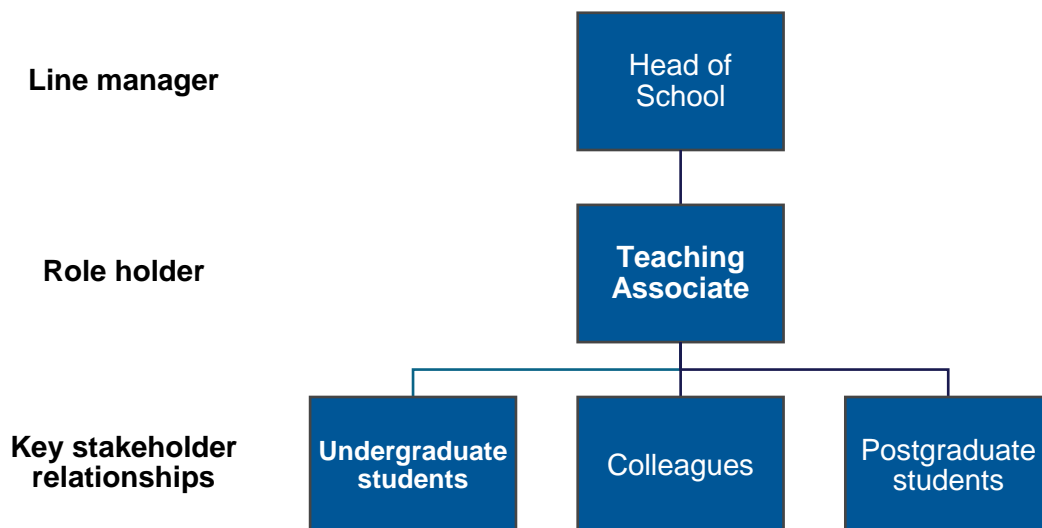 Line manager
Head of
School
Role holder
Teaching
Associate
Key stakeholder
relationships
Undergraduate
students
Colleagues
Postgraduate
students